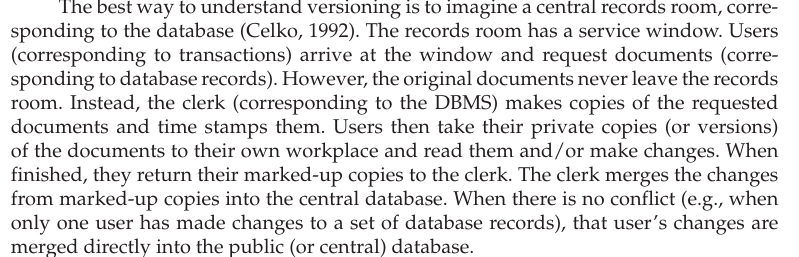 The best way to understand versioning is to imagine a central records room, corre-
sponding to the database (Celko, 1992). The records room has a service window. Users
(corresponding to transactions) arrive at the window and request documents (corre-
sponding to database records). However, the original documents never leave the records
room. Instead, the clerk (corresponding to the DBMS) makes copies of the requested
documents and time stamps them. Users then take their private copies (or versions)
of the documents to their own workplace and read them and/or make changes. When
finished, they return their marked-up copies to the clerk. The clerk merges the changes
from marked-up copies into the central database. When there is no conflict (e.g., when
only one user has made changes to a set of database records), that user's changes are
merged directly into the public (or central) database.